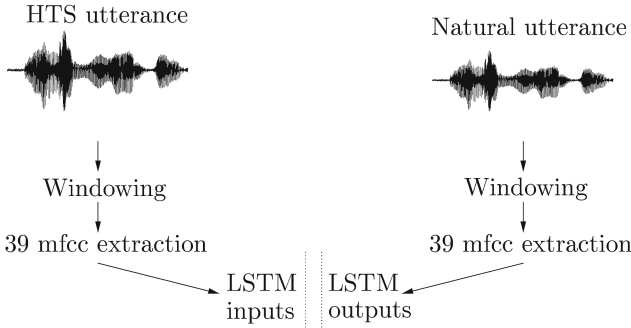 HTS utterance
Natural utterance
Windowing
Windowing
39 mfcc extraction
39 mfcc extraction
LSTM
inputs
LSTM
outputs